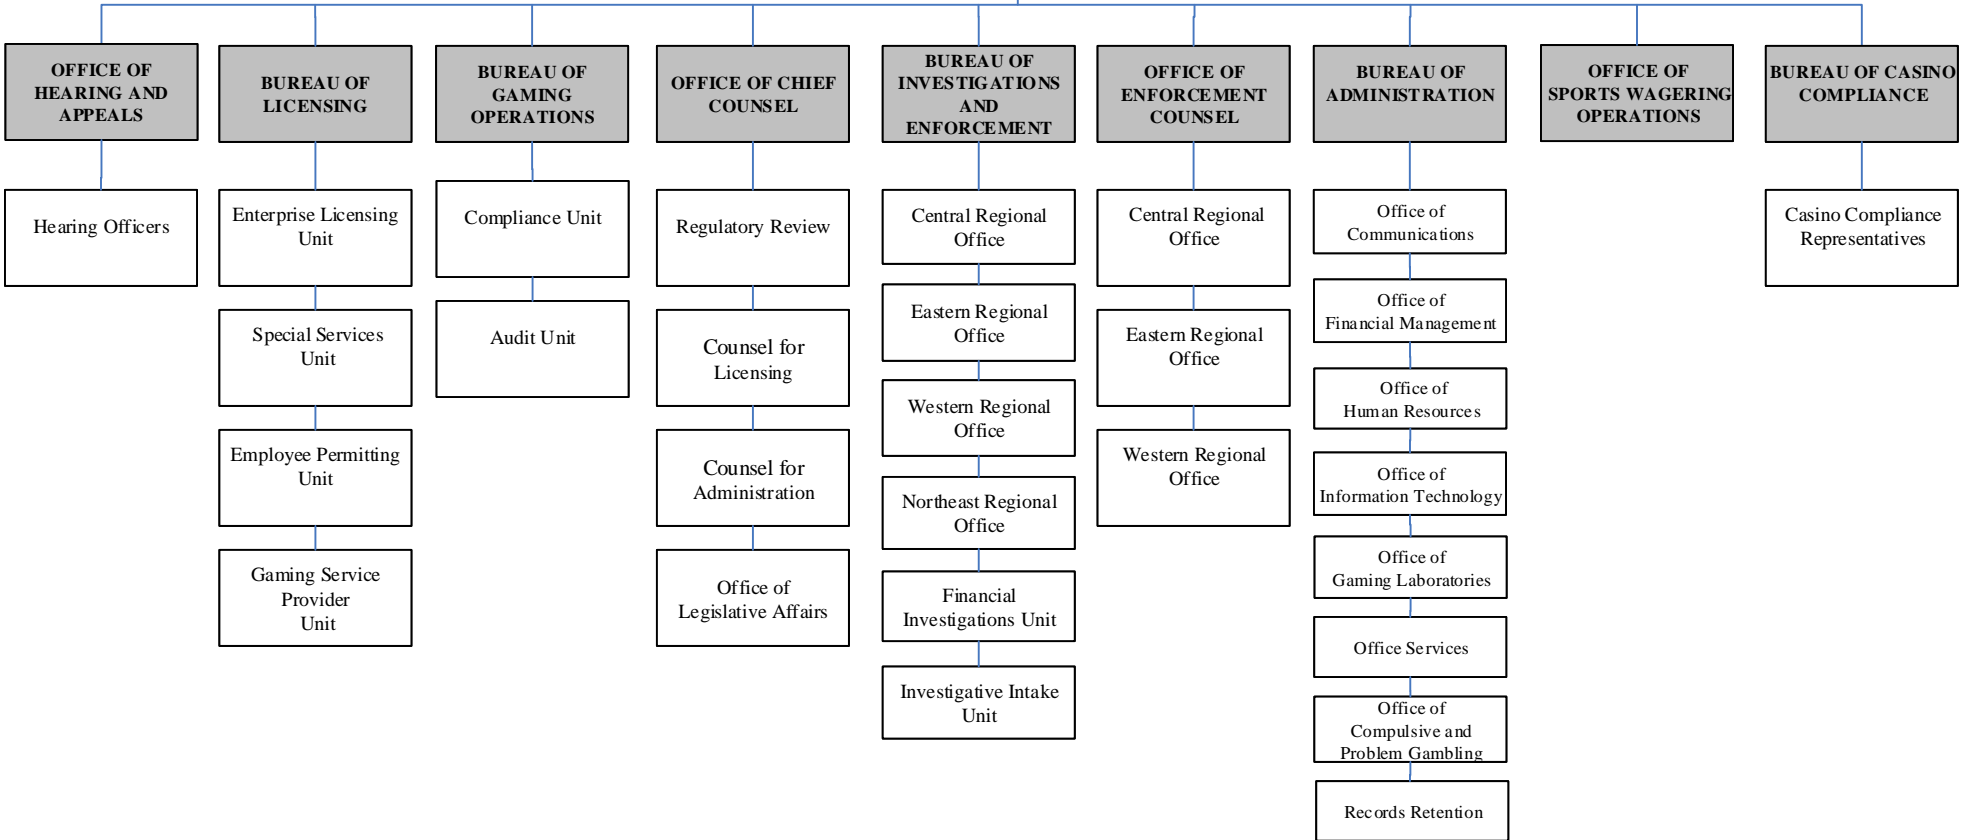 OFFICE OF
HEARING AND
APPEALS
Hearing Officers
BUREAU OF
LICENSING
Enterprise Licensing
Unit
Special Services
Unit
Employee Permitting
Unit
Gaming Service
Provider
Unit
BUREAU OF
GAMING
OPERATIONS
Compliance Unit
Audit Unit
OFFICE OF CHIEF
COUNSEL
Regulatory Review
Counsel for
Licensing
Counsel for
Administration
Office of
Legislative Affairs
BUREAU OF
INVESTIGATIONS
AND
ENFORCEMENT
Central Regional
Office
Eastern Regional
Office
Western Regional
Office
Northeast Regional
Office
Financial
Investigations Unit
Investigative Intake
Unit
OFFICE OF
ENFORCEMENT
COUNSEL
Central Regional
Office
Eastern Regional
Office
Western Regional
Office
BUREAU OF
ADMINISTRATION
Office of
Communications
Office of
Financial Management
Office of
Human Resources
Office of
Information Technology
Office of
Gaming Laboratories
Office Services
Office of
Compulsive and
Problem Gambling
Records Retention
OFFICE OF
SPORTS WAGERING
OPERATIONS
BUREAU OF CASINO
COMPLIANCE
Casino Compliance
Representatives